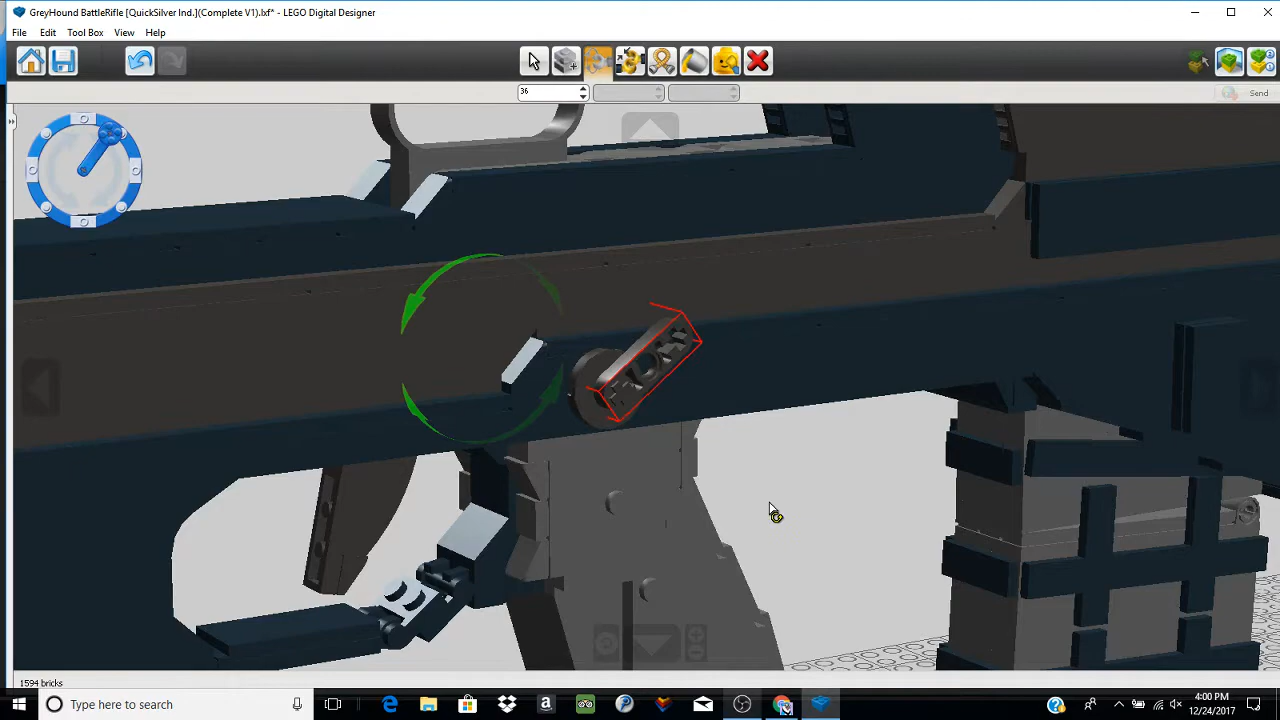 GreyHound BattleRifle [QuickSilver Ind.](Complete V1).lxf* - LEGO Digital Designer
File Edit Tool Box View Help
36
Send
1594 bricks
Type here to search
4:00 PM
12/24/2017